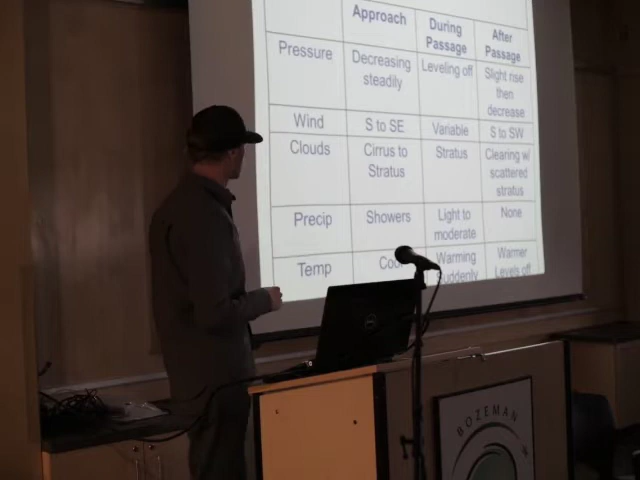 Approach During Passage After Passage
Pressure Decreasing steadily Leveling off Slight rise then decrease
Wind S to SE Variable S to SW
Clouds Cirrus to Stratus Stratus Clearing w/ scattered stratus
Precip Showers Light to moderate None
Temp Cool Warming Suddenly Warmer Levels off
DELL
BOZEMAN